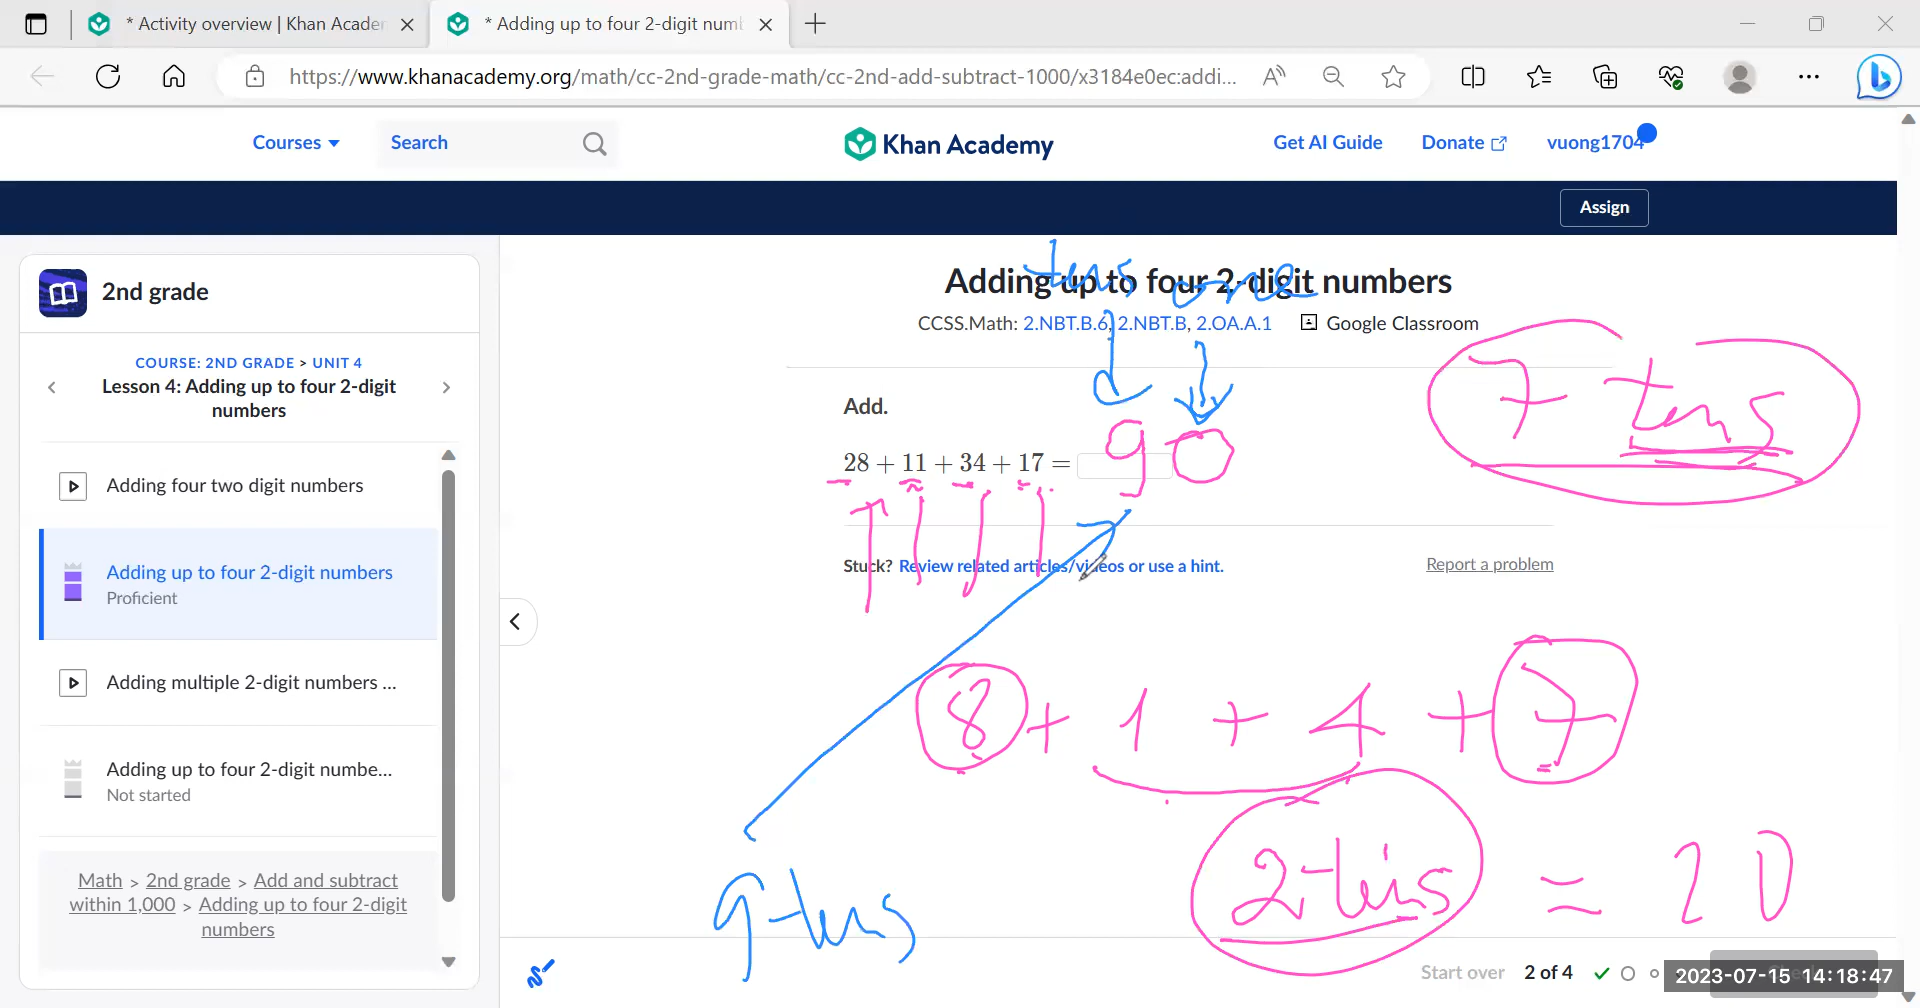 * Activity overview | Khan Acade
* Adding up to four 2-digit num
https://www.khanacademy.org/math/cc-2nd-grade-math/cc-2nd-add-subtract-1000/x3184e0ec:addi...
Courses
Search
Khan Academy
Get AI Guide
Donate
vuong1704
Assign
2nd grade
COURSE: 2ND GRADE > UNIT 4
Lesson 4: Adding up to four 2-digit
numbers
Adding four two digit numbers
Adding up to four 2-digit numbers
Proficient
Adding multiple 2-digit numbers ...
Adding up to four 2-digit numbe...
Not started
Math > 2nd grade > Add and subtract
within 1,000 > Adding up to four 2-digit
numbers
tens one
Adding up to four 2-digit numbers
CCSS.Math: 2.NBT.B.6, 2.NBT.B, 2.OA.A.1
Google Classroom
7 tens
Add.
28 + 11 + 34 + 17 = 90
Stuck? Review related articles/videos or use a hint.
Report a problem
8 + 1 + 4 + 7
2 tens = 20
9 tens
Start over
2 of 4
2023-07-15 14:18:47